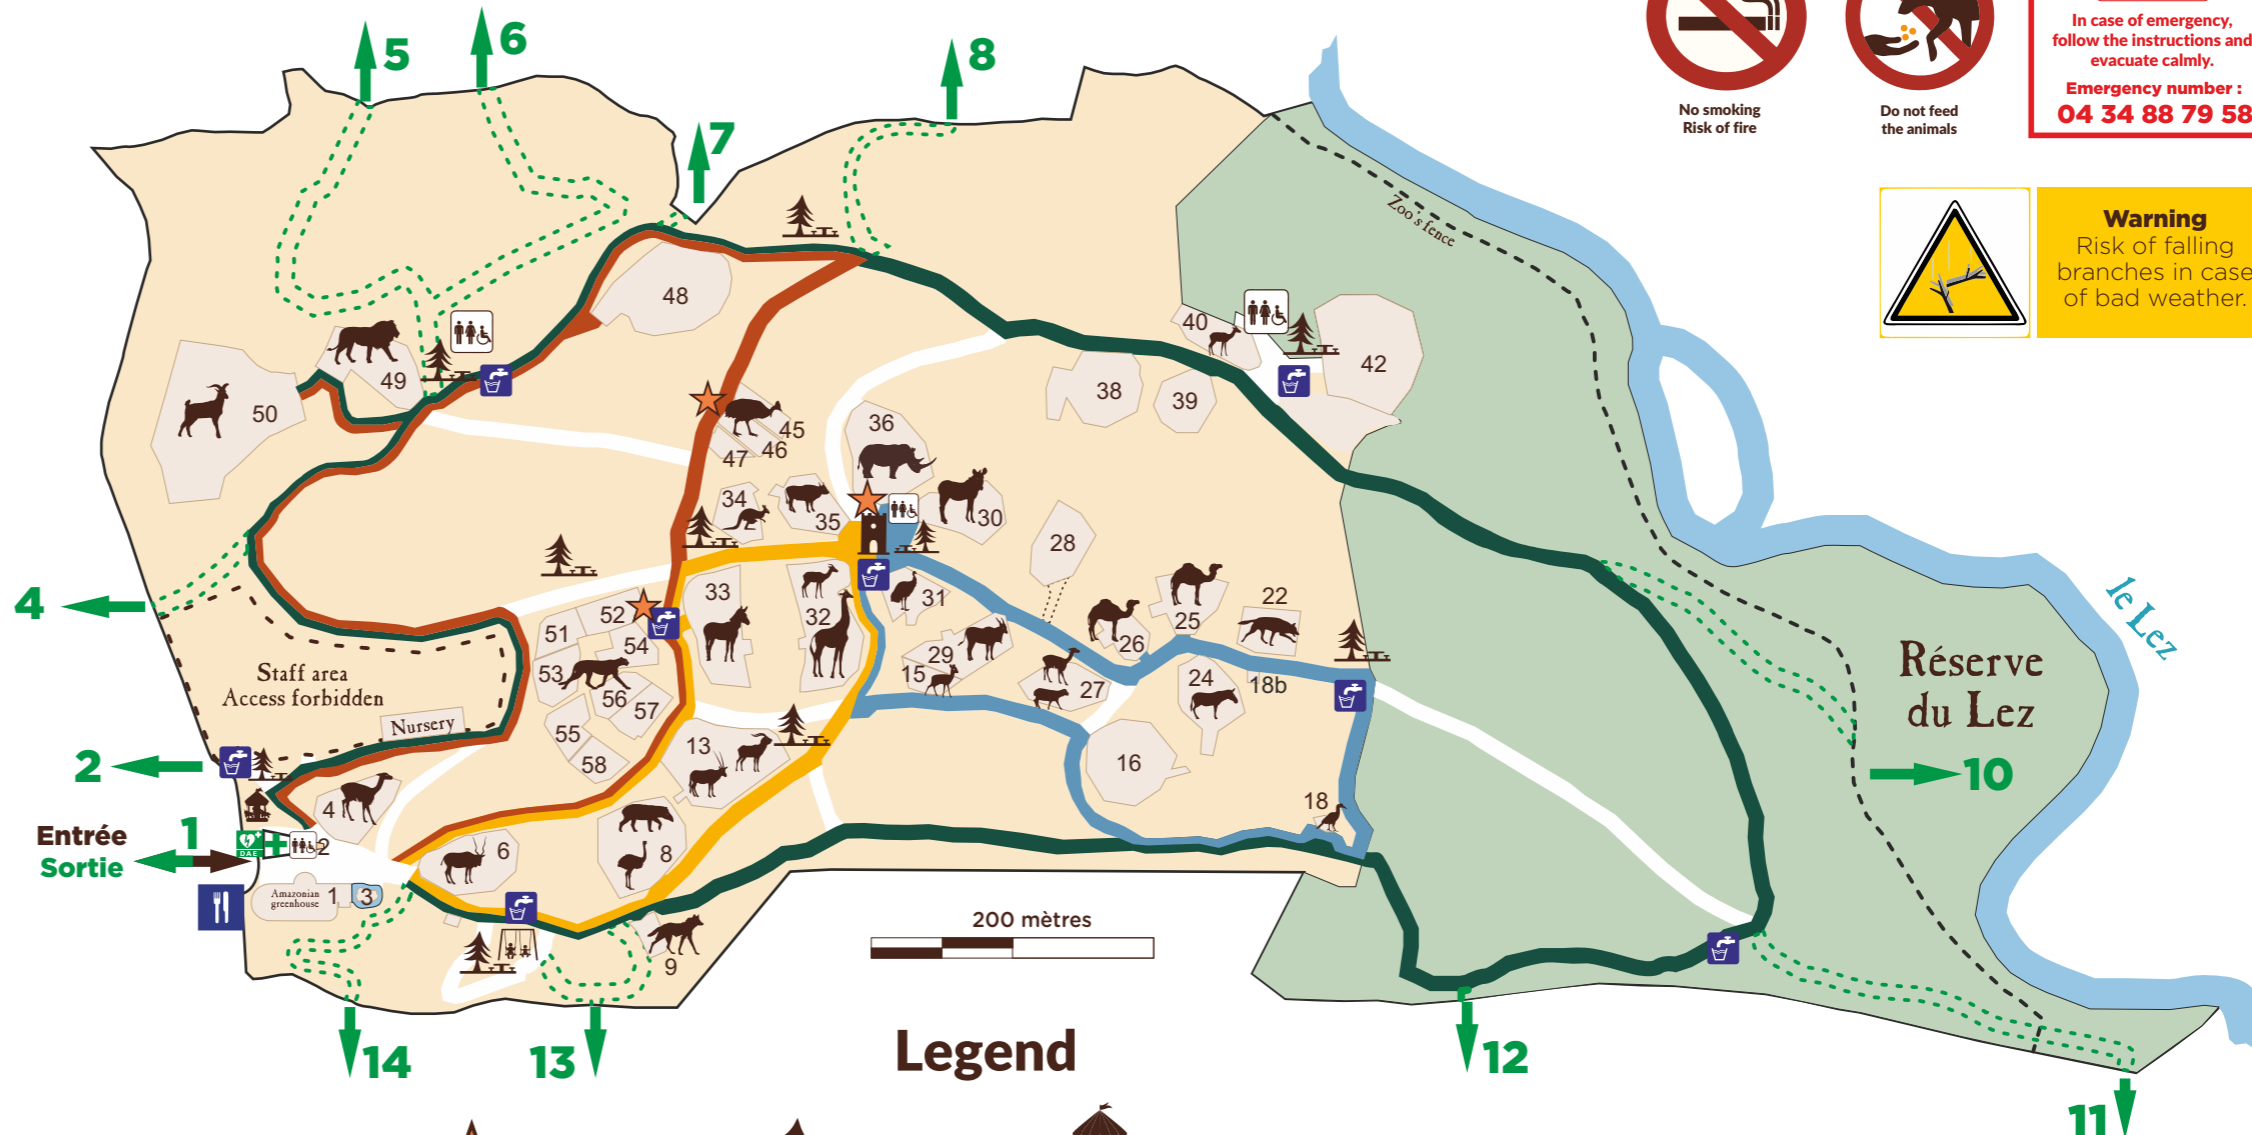 5
6
8
7
No smoking
Risk of fire
Do not feed
the animals
In case of emergency,
follow the instructions and
evacuate calmly.
Emergency number :
04 34 88 79 58
Warning
Risk of falling
branches in case
of bad weather.
Zoo's fence
48
40
42
49
50
38
39
36
45
46
47
34
35
30
28
4
33
32
31
22
25
26
52
51
54
53
56
57
55
58
29
15
27
24
18b
le Lez
Réserve
du Lez
Staff area
Access forbidden
Nursery
13
16
2
10
4
18
Entrée
Sortie
1
DAE
2
6
8
Amazonian
greenhouse
1
3
9
200 mètres
14
13
12
11
Legend